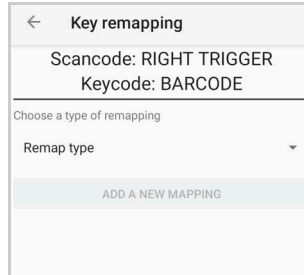 Key remapping
Scancode: RIGHT TRIGGER
Keycode: BARCODE
Choose a type of remapping
Remap type
ADD A NEW MAPPING